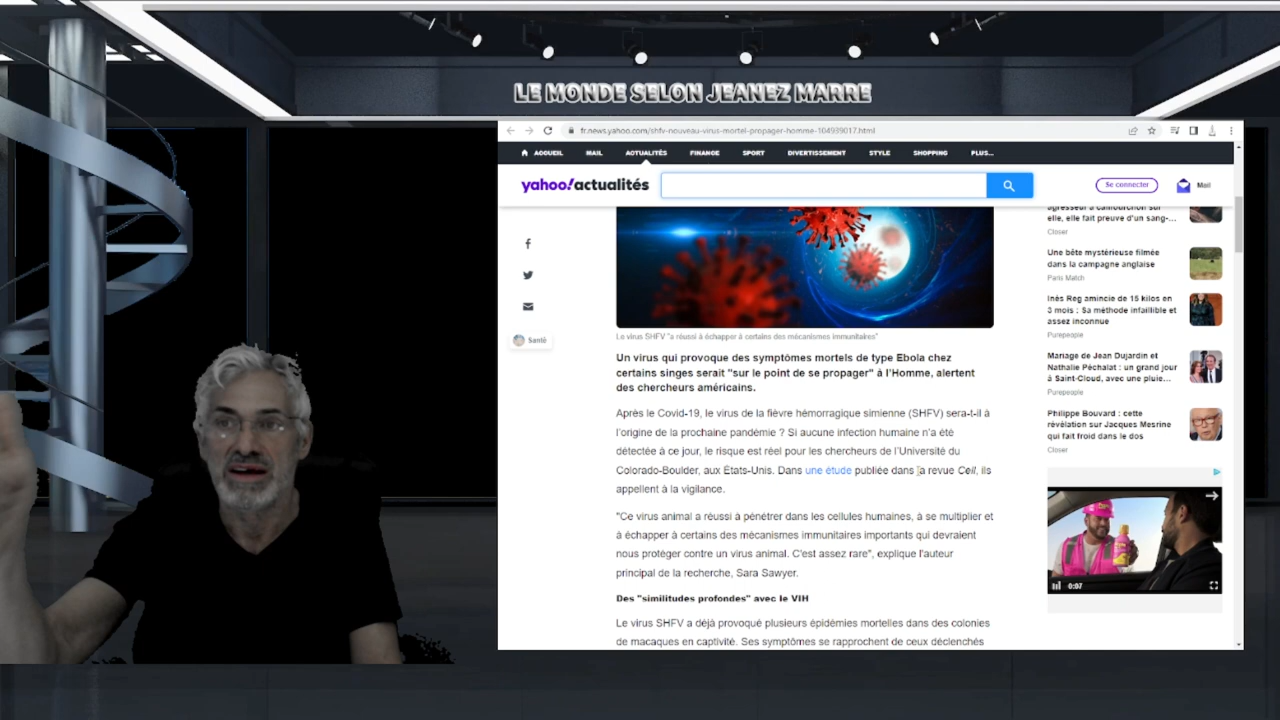 LE MONDE SELON JEANEZ MARRE
fr.news.yahoo.com/shfv-nouveau-virus-mortel-propager-homme-104939017.html
ACCUEIL MAIL ACTUALITÉS FINANCE SPORT DIVERTISSEMENT STYLE SHOPPING PLUS...
yahoo!actualités
Se connecter
Mail
Santé
Le virus SHFV "a réussi à échapper à certains des mécanismes immunitaires"
Un virus qui provoque des symptômes mortels de type Ebola chez
certains singes serait "sur le point de se propager" à l'Homme, alertent
des chercheurs américains.
Après le Covid-19, le virus de la fièvre hémorragique simienne (SHFV) sera-t-il à
l'origine de la prochaine pandémie ? Si aucune infection humaine n'a été
détectée à ce jour, le risque est réel pour les chercheurs de l'Université du
Colorado-Boulder, aux États-Unis. Dans une étude publiée dans la revue Cell, ils
appellent à la vigilance.
"Ce virus animal a réussi à pénétrer dans les cellules humaines, à se multiplier et
à échapper à certains des mécanismes immunitaires importants qui devraient
nous protéger contre un virus animal. C'est assez rare", explique l'auteur
principal de la recherche, Sara Sawyer.
Des "similitudes profondes" avec le VIH
Le virus SHFV a déjà provoqué plusieurs épidémies mortelles dans des colonies
de macaques en captivité. Ses symptômes se rapprochent de ceux déclenchés
agresseur à califourchon sur
elle, elle fait preuve d'un sang-...
Closer
Une bête mystérieuse filmée
dans la campagne anglaise
Paris Match
Inès Reg amincie de 15 kilos en
3 mois : Sa méthode infaillible et
assez inconnue
Purepeople
Mariage de Jean Dujardin et
Nathalie Péchalat : un grand jour
à Saint-Cloud, avec une pluie...
Purepeople
Philippe Bouvard : cette
révélation sur Jacques Mesrine
qui fait froid dans le dos
Closer
0:07